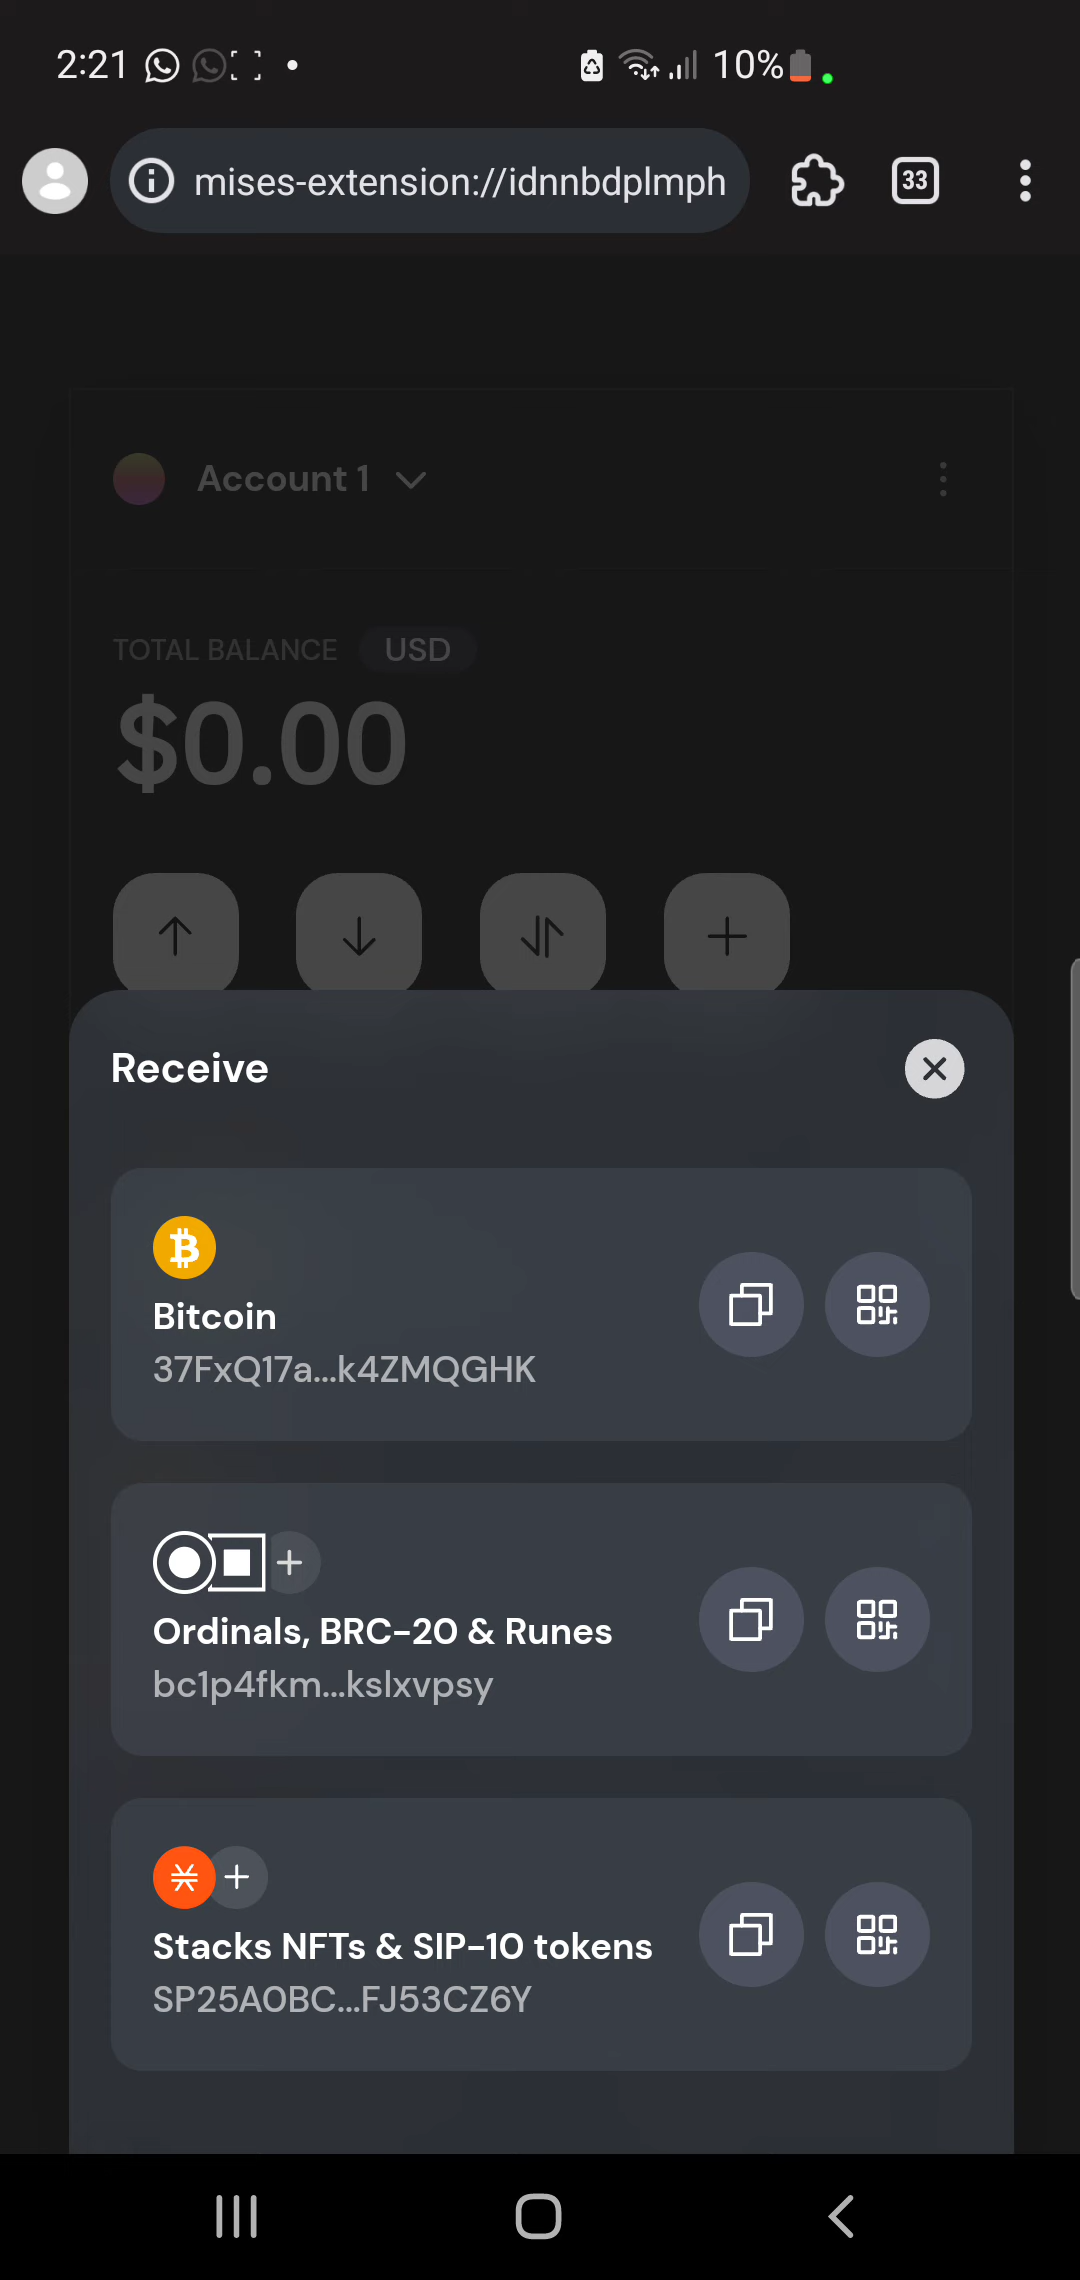 2:21
10%
mises-extension://idnnbdplmph
33
Account 1
TOTAL BALANCE USD
$0.00
Receive
Bitcoin
37FxQ17a...k4ZMQGHK
Ordinals, BRC-20 & Runes
bc1p4fkm...kslxvpsy
Stacks NFTs & SIP-10 tokens
SP25A0BC...FJ53CZ6Y